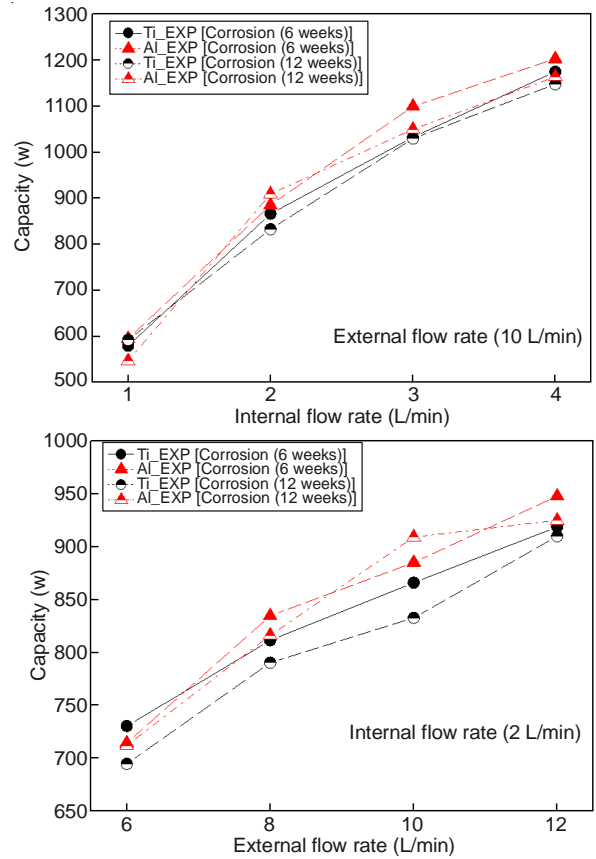 1300
1200
1100
1000
900
800
700
600
500
Capacity (w)
Ti_EXP [Corrosion (6 weeks)]
Al_EXP [Corrosion (6 weeks)]
Ti_EXP [Corrosion (12 weeks)]
Al_EXP [Corrosion (12 weeks)]
External flow rate (10 L/min)
1 2 3 4
Internal flow rate (L/min)
1000
950
900
850
800
750
700
650
Capacity (w)
Ti_EXP [Corrosion (6 weeks)]
Al_EXP [Corrosion (6 weeks)]
Ti_EXP [Corrosion (12 weeks)]
Al_EXP [Corrosion (12 weeks)]
Internal flow rate (2 L/min)
6 8 10 12
External flow rate (L/min)